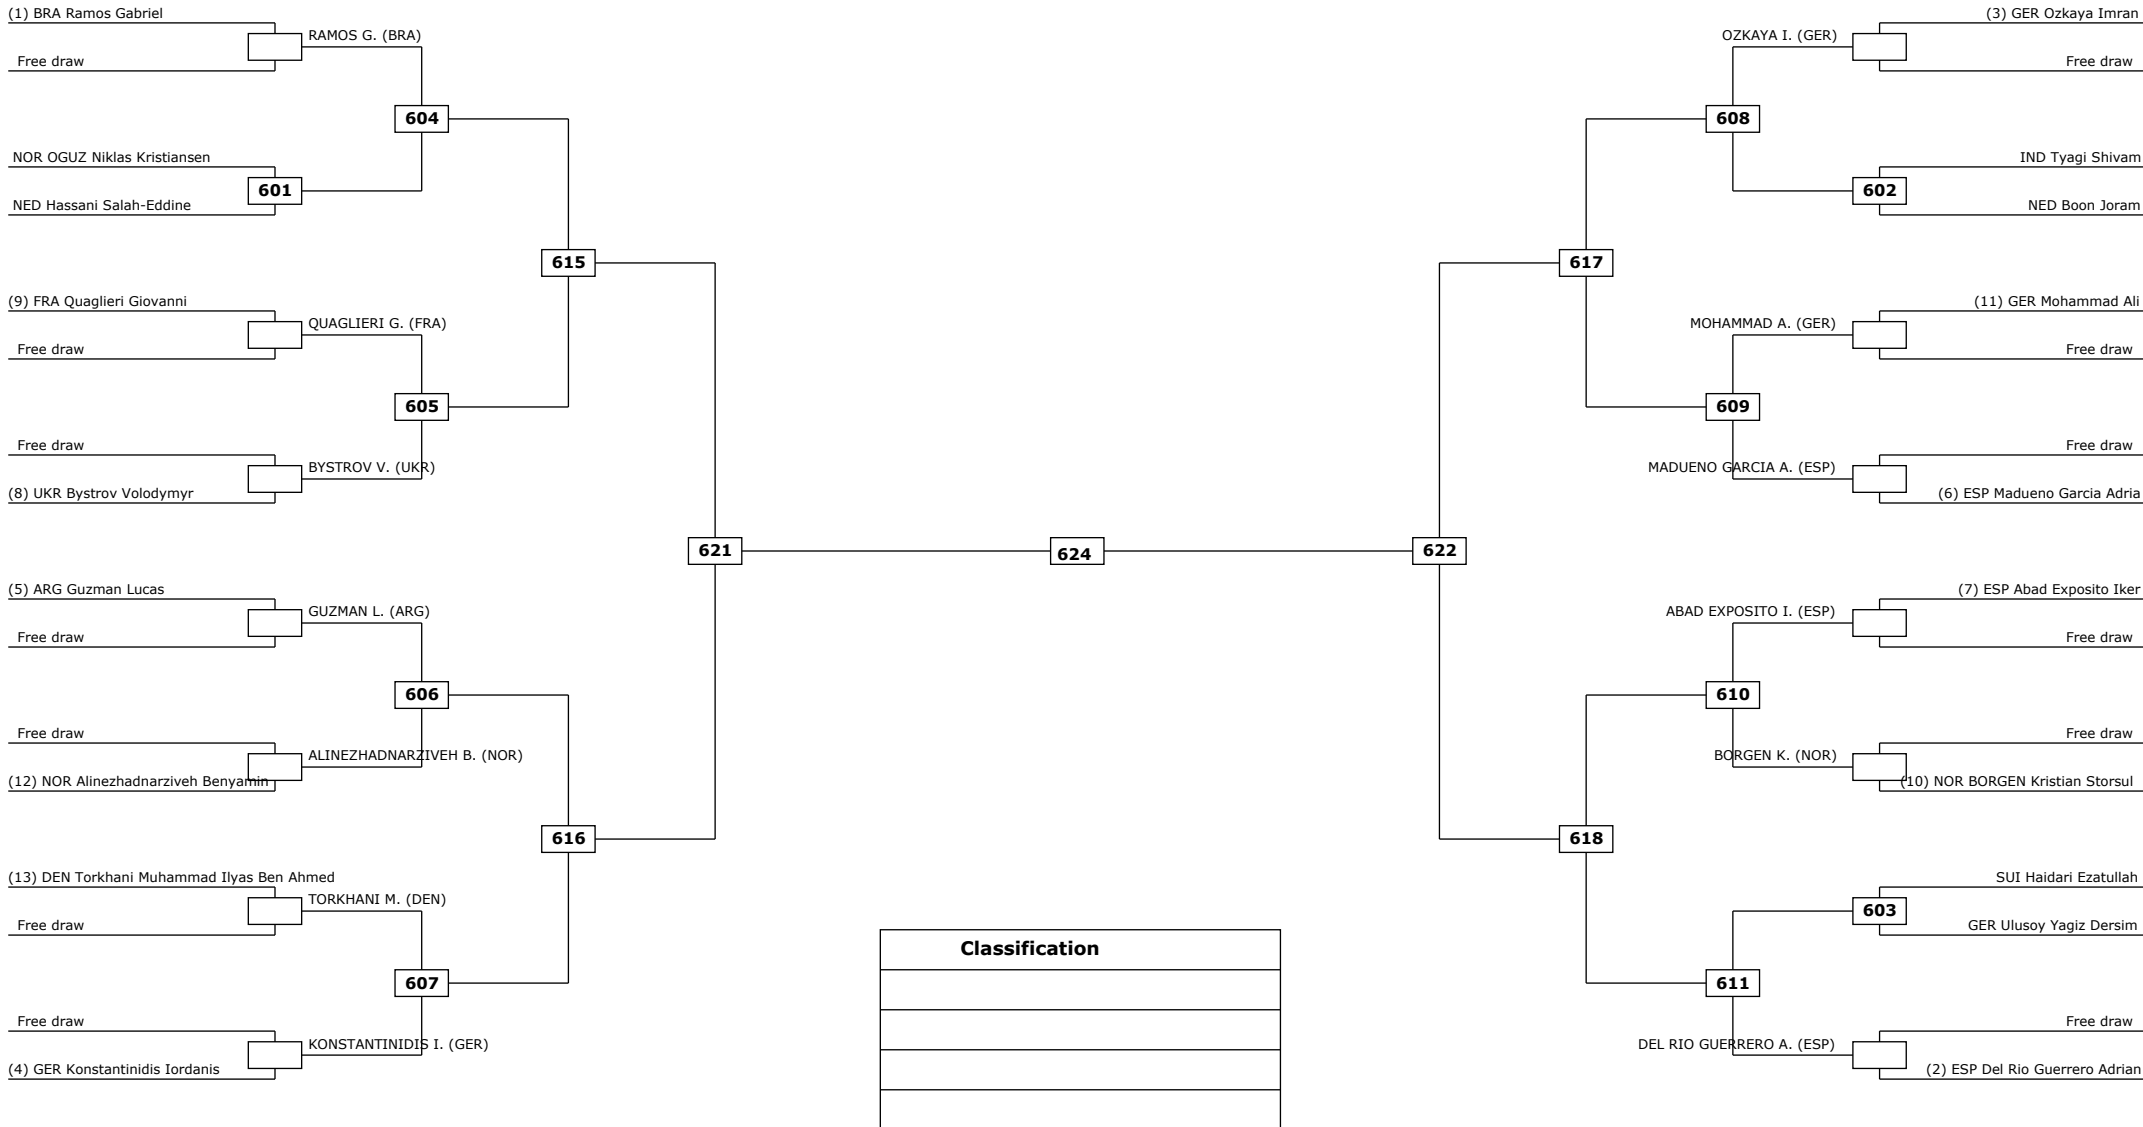 (1) BRA Ramos Gabriel
RAMOS G. (BRA)
Free draw
604
NOR OGUZ Niklas Kristiansen
601
NED Hassani Salah-Eddine
615
(9) FRA Quaglieri Giovanni
QUAGLIERI G. (FRA)
Free draw
605
Free draw
BYSTROV V. (UKR)
(8) UKR Bystrov Volodymyr
621
(5) ARG Guzman Lucas
GUZMAN L. (ARG)
Free draw
606
Free draw
ALINEZHADNARZIVEH B. (NOR)
(12) NOR Alinezhadnarziveh Benyamin
616
(13) DEN Torkhani Muhammad Ilyas Ben Ahmed
TORKHANI M. (DEN)
Free draw
607
Free draw
KONSTANTINIDIS I. (GER)
(4) GER Konstantinidis Iordanis
624
Classification
(3) GER Ozkaya Imran
OZKAYA I. (GER)
Free draw
608
IND Tyagi Shivam
602
NED Boon Joram
617
(11) GER Mohammad Ali
MOHAMMAD A. (GER)
Free draw
609
Free draw
MADUENO GARCIA A. (ESP)
(6) ESP Madueno Garcia Adria
622
(7) ESP Abad Exposito Iker
ABAD EXPOSITO I. (ESP)
Free draw
610
Free draw
BORGEN K. (NOR)
(10) NOR BORGEN Kristian Storsul
618
SUI Haidari Ezatullah
603
GER Ulusoy Yagiz Dersim
611
Free draw
DEL RIO GUERRERO A. (ESP)
(2) ESP Del Rio Guerrero Adrian